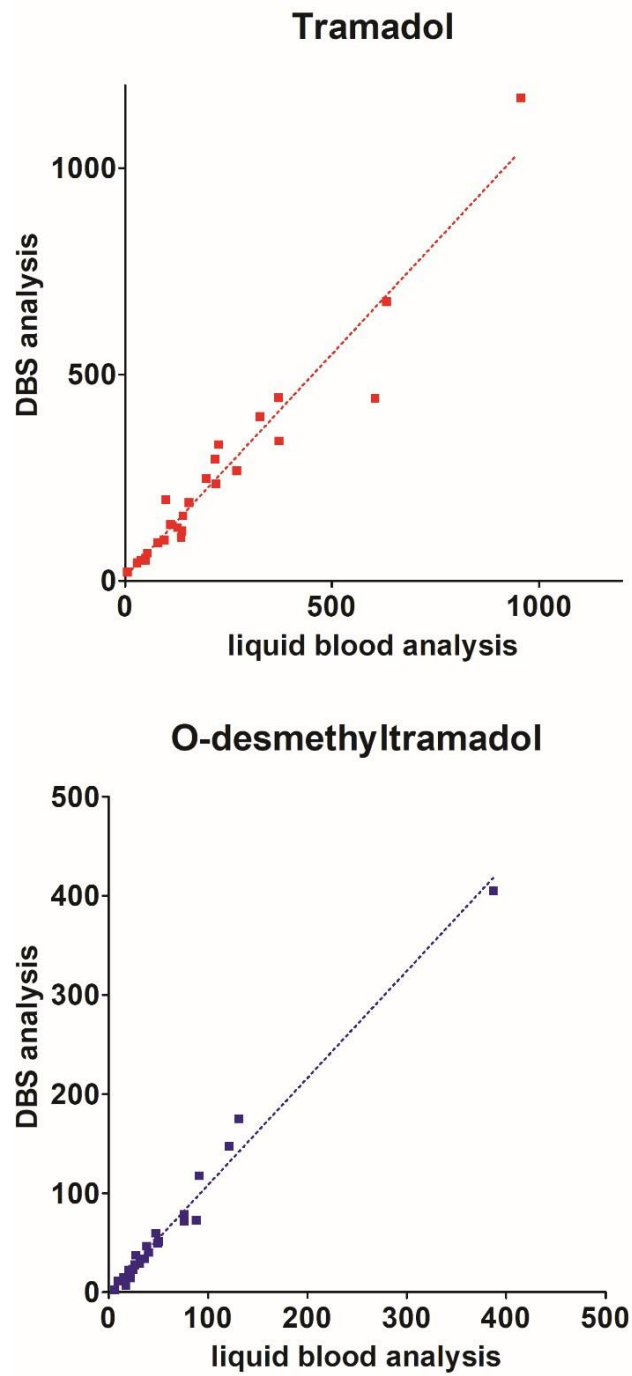 Tramadol
1000
500
0
DBS analysis
0 500 1000
liquid blood analysis
O-desmethyltramadol
500
400
300
200
100
0
DBS analysis
0 100 200 300 400 500
liquid blood analysis